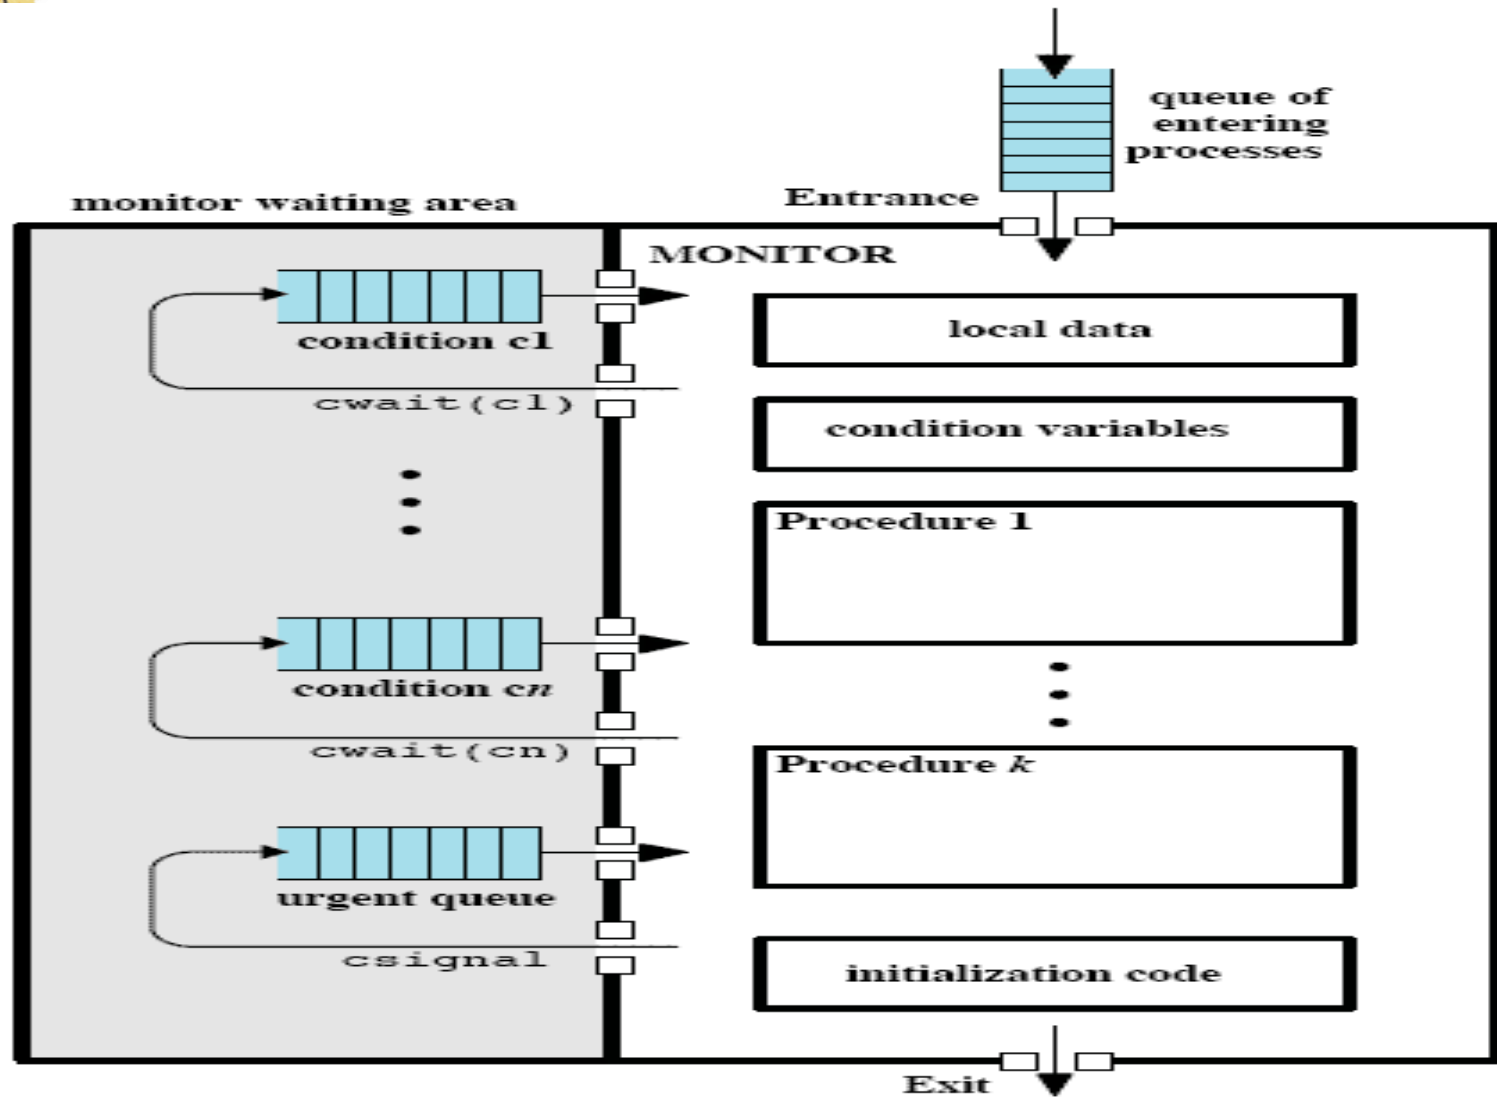 queue of
entering
processes
Entrance
monitor waiting area
MONITOR
condition c1
cwait(c1)
local data
condition variables
Procedure 1
condition cn
cwait(cn)
Procedure k
urgent queue
csignal
initialization code
Exit